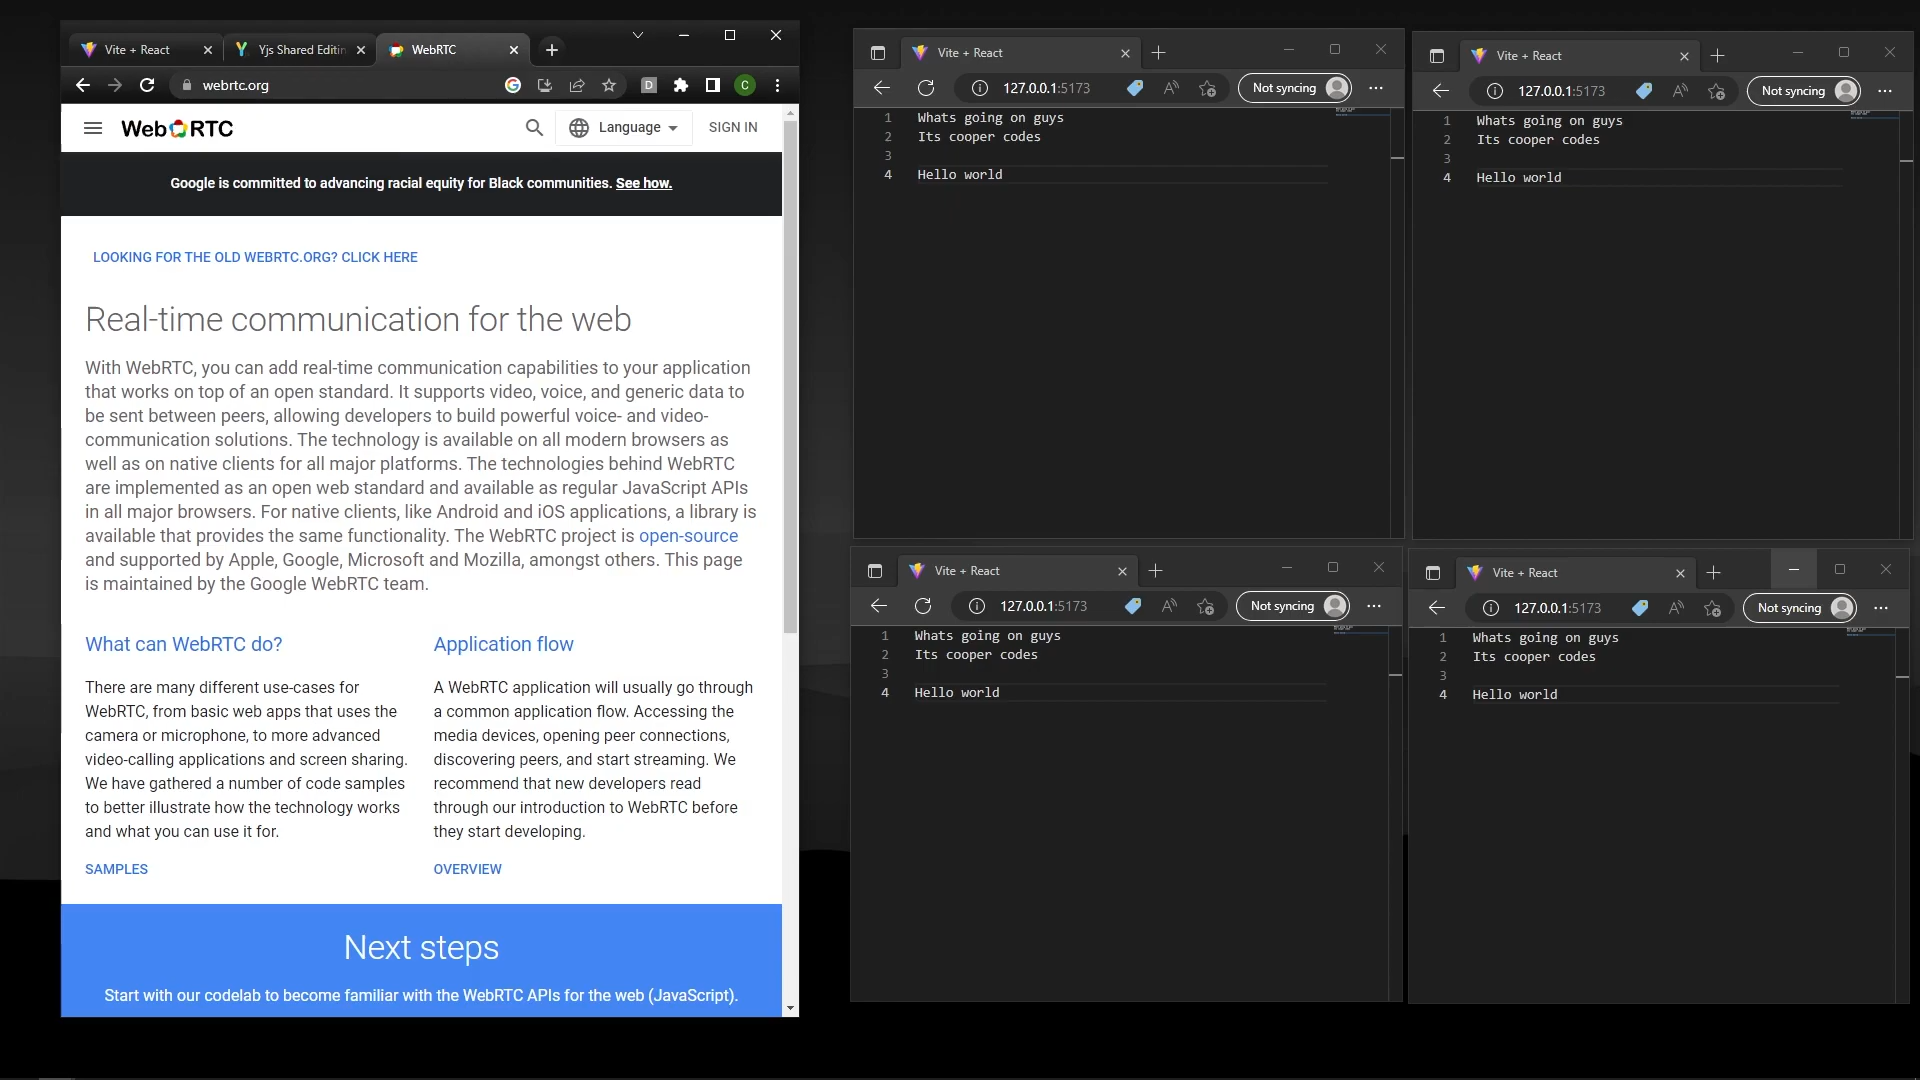 Vite + React
Yjs Shared Editin
WebRTC
webrtc.org
D
C
WebRTC
Language
SIGN IN
Google is committed to advancing racial equity for Black communities. See how.
LOOKING FOR THE OLD WEBRTC.ORG? CLICK HERE
Real-time communication for the web
With WebRTC, you can add real-time communication capabilities to your application
that works on top of an open standard. It supports video, voice, and generic data to
be sent between peers, allowing developers to build powerful voice- and video-
communication solutions. The technology is available on all modern browsers as
well as on native clients for all major platforms. The technologies behind WebRTC
are implemented as an open web standard and available as regular JavaScript APIs
in all major browsers. For native clients, like Android and iOS applications, a library is
available that provides the same functionality. The WebRTC project is open-source
and supported by Apple, Google, Microsoft and Mozilla, amongst others. This page
is maintained by the Google WebRTC team.
What can WebRTC do?
There are many different use-cases for
WebRTC, from basic web apps that uses the
camera or microphone, to more advanced
video-calling applications and screen sharing.
We have gathered a number of code samples
to better illustrate how the technology works
and what you can use it for.
SAMPLES
Application flow
A WebRTC application will usually go through
a common application flow. Accessing the
media devices, opening peer connections,
discovering peers, and start streaming. We
recommend that new developers read
through our introduction to WebRTC before
they start developing.
OVERVIEW
Next steps
Start with our codelab to become familiar with the WebRTC APIs for the web (JavaScript).
Vite + React
127.0.0.1:5173
Not syncing
1 Whats going on guys
2 Its cooper codes
3
4 Hello world
Vite + React
127.0.0.1:5173
Not syncing
1 Whats going on guys
2 Its cooper codes
3
4 Hello world
Vite + React
127.0.0.1:5173
Not syncing
1 Whats going on guys
2 Its cooper codes
3
4 Hello world
Vite + React
127.0.0.1:5173
Not syncing
1 Whats going on guys
2 Its cooper codes
3
4 Hello world